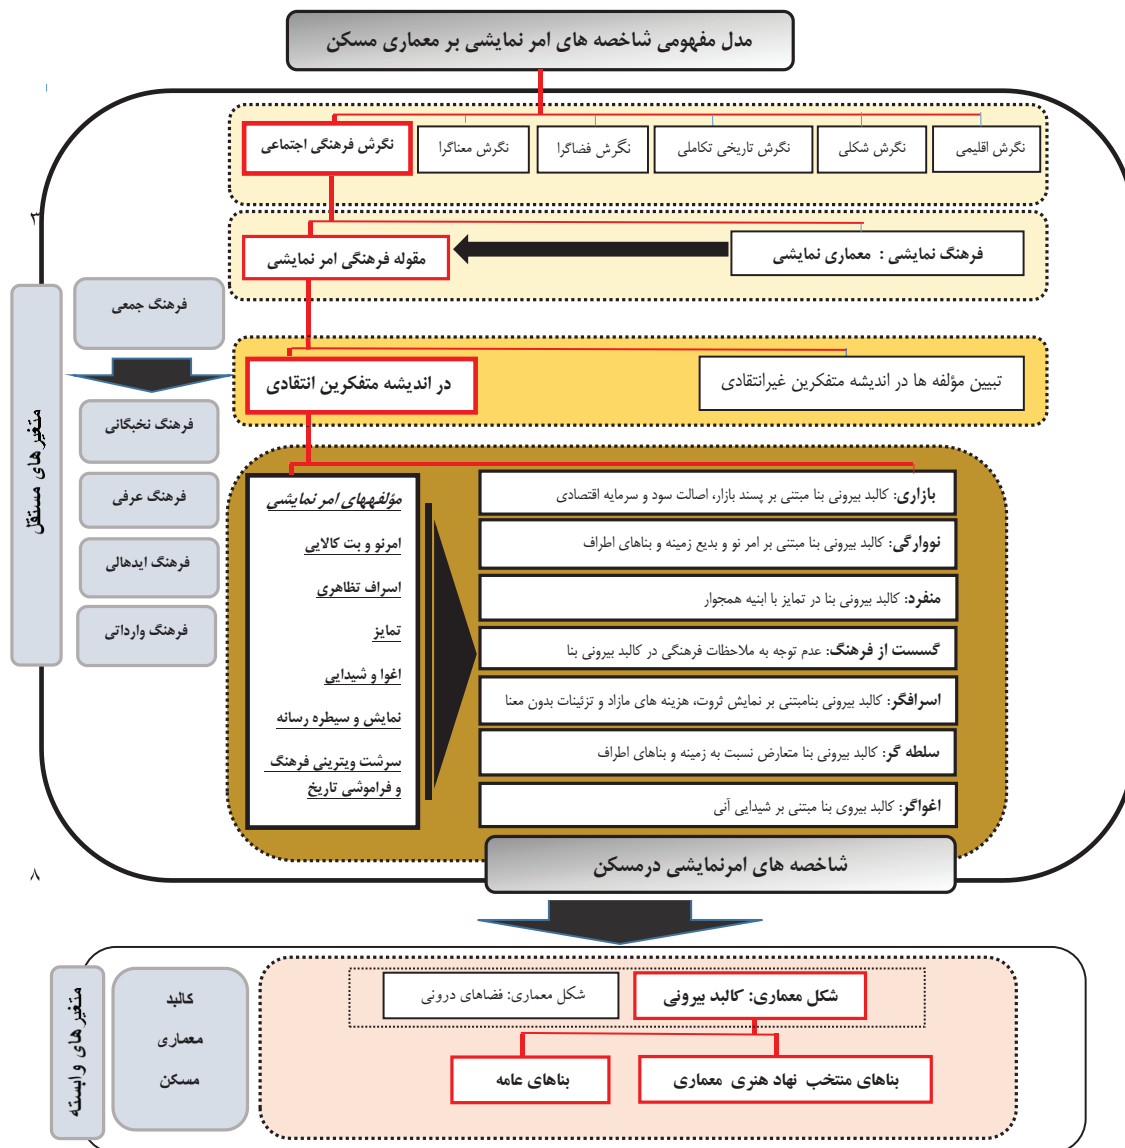 مدل مفهومی شاخصه های امر نمایشی بر معماری مسکن
نگرش اقلیمی
نگرش شکلی
نگرش تاریخی تکاملی
نگرش فضاگرا
نگرش معناگرا
نگرش فرهنگی اجتماعی
۳
فرهنگ نمایشی : معماری نمایشی
مقوله فرهنگی امر نمایشی
تبیین مؤلفه ها در اندیشه متفکرین غیرانتقادی
در اندیشه متفکرین انتقادی
متغیر های مستقل
فرهنگ جمعی
فرهنگ نخبگانی
فرهنگ عرفی
فرهنگ ایدهالی
فرهنگ وارداتی
مؤلفههای امر نمایشی
امرنو و بت کالایی
اسراف تظاهری
تمایز
اغوا و شیدایی
نمایش و سیطره رسانه
سرشت ویترینی فرهنگ
و فراموشی تاریخ
بازاری: کالبد بیرونی بنا مبتنی بر پسند بازار، اصالت سود و سرمایه اقتصادی
نووارگی: کالبد بیرونی بنا مبتنی بر امر نو و بدیع زمینه و بناهای اطراف
منفرد: کالبد بیرونی بنا در تمایز با ابنیه همجوار
گسست از فرهنگ: عدم توجه به ملاحظات فرهنگی در کالبد بیرونی بنا
اسرافگر: کالبد بیرونی بنامبتنی بر نمایش ثروت، هزینه های مازاد و تزئینات بدون معنا
سلطه گر: کالبد بیرونی بنا متعارض نسبت به زمینه و بناهای اطراف
اغواگر: کالبد بیروی بنا مبتنی بر شیدایی آنی
شاخصه های امرنمایشی درمسکن
۸
متغیر های وابسته
کالبد
معماری
مسکن
شکل معماری: کالبد بیرونی
شکل معماری: فضاهای درونی
بناهای منتخب نهاد هنری معماری
بناهای عامه